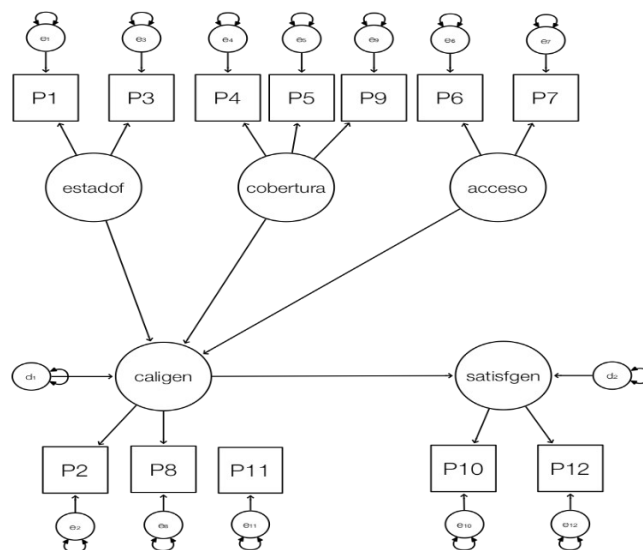 e1 e3 e4 e5 e9 e6 e7
P1 P3 P4 P5 P9 P6 P7
estadof cobertura acceso
d1 caligen satisfgen d2
P2 P8 P11 P10 P12
e2 e8 e11 e10 e12